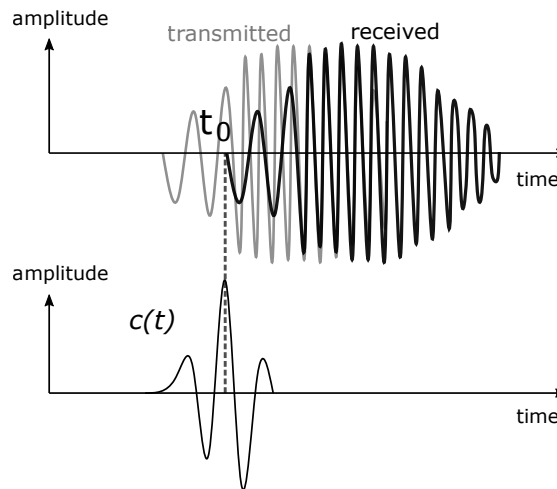 transmitted received
amplitude
t0
time
amplitude
c(t)
time